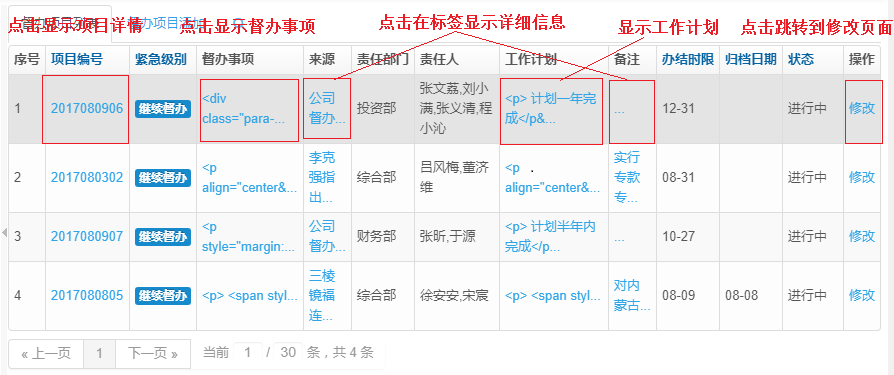 点击显示项目详情
点击显示督办事项
点击在标签显示详细信息
显示工作计划
点击跳转到修改页面
序号 项目编号 紧急级别 督办事项 来源 责任部门 责任人 工作计划 备注 办结时限 归档日期 状态 操作
1 2017080906 继续督办 <div class="para-... 公司督办... 投资部 张文荔,刘小满,张义清,程小沁 <p> 计划一年完成</p&... ... 12-31 进行中 修改
2 2017080302 继续督办 <p align="center&... 李克强指出... 综合部 吕风梅,董济维 <p align="center&... 实行专款专... 08-31 进行中 修改
3 2017080907 继续督办 <p style="margin:... 公司督办... 财务部 张昕,于源 <p> 计划半年内完成</p... ... 10-27 进行中 修改
4 2017080805 继续督办 <p> <span styl... 三棱镜福连... 综合部 徐安安,宋宸 <p> <span styl... 对内蒙古... 08-09 08-08 进行中 修改
« 上一页 1 下一页 » 当前 1 / 30 条，共 4 条